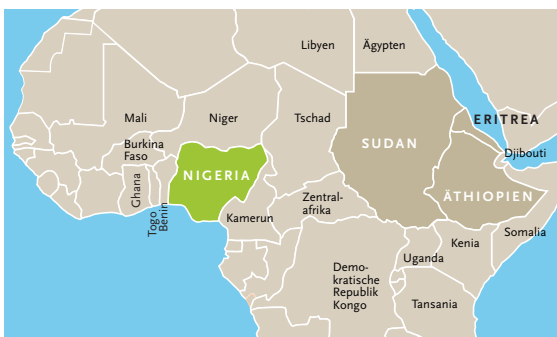 Libyen
Ägypten
Mali
Niger
Tschad
ERITREA
SUDAN
Burkina
Faso
Djibouti
NIGERIA
Ghana
Togo
Benin
Kamerun
Zentral-
afrika
ÄTHIOPIEN
Somalia
Kenia
Uganda
Demo-
kratische
Republik
Kongo
Tansania